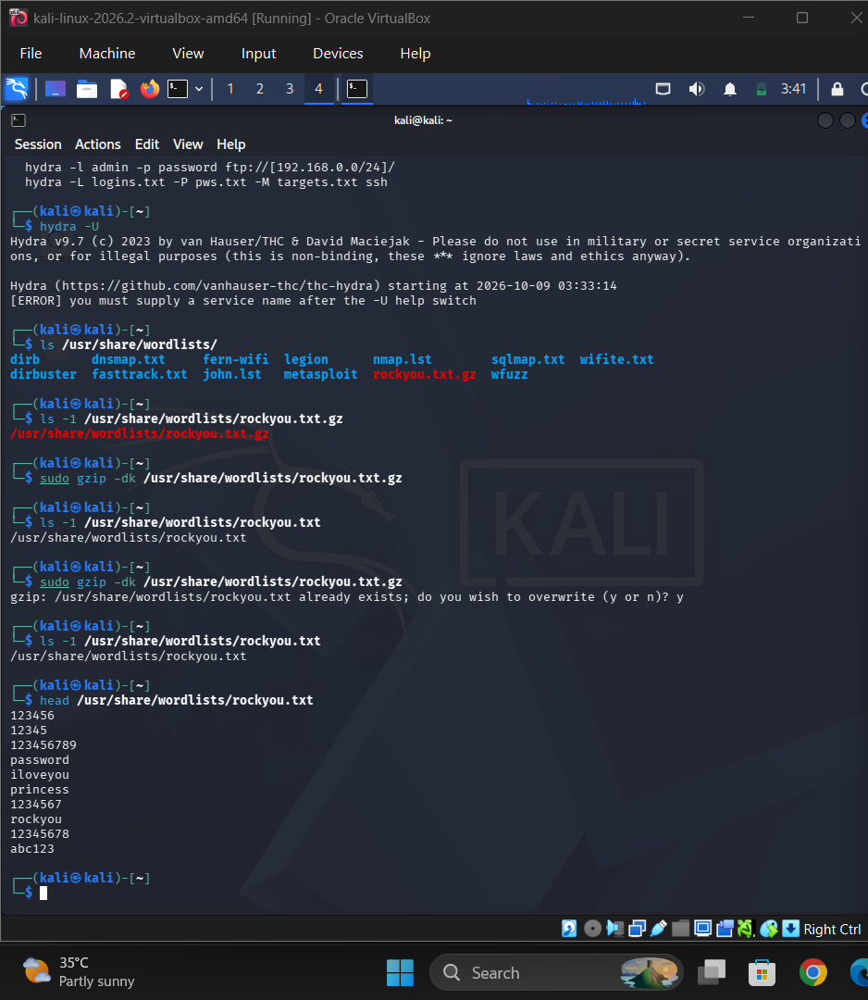 kali-linux-2026.2-virtualbox-amd64 [Running] - Oracle VirtualBox
File Machine View Input Devices Help
1 2 3 4 3:41
kali@kali: ~
Session Actions Edit View Help
hydra -l admin -p password ftp://[192.168.0.0/24]/
hydra -L logins.txt -P pws.txt -M targets.txt ssh
┌──(kali㉿kali)-[~]
└─$ hydra -U
Hydra v9.7 (c) 2023 by van Hauser/THC & David Maciejak - Please do not use in military or secret service organizati
ons, or for illegal purposes (this is non-binding, these *** ignore laws and ethics anyway).
Hydra (https://github.com/vanhauser-thc/thc-hydra) starting at 2026-10-09 03:33:14
[ERROR] you must supply a service name after the -U help switch
┌──(kali㉿kali)-[~]
└─$ ls /usr/share/wordlists/
dirb dnsmap.txt fern-wifi legion nmap.lst sqlmap.txt wifite.txt
dirbuster fasttrack.txt john.lst metasploit rockyou.txt.gz wfuzz
┌──(kali㉿kali)-[~]
└─$ ls -1 /usr/share/wordlists/rockyou.txt.gz
/usr/share/wordlists/rockyou.txt.gz
┌──(kali㉿kali)-[~]
└─$ sudo gzip -dk /usr/share/wordlists/rockyou.txt.gz
┌──(kali㉿kali)-[~]
└─$ ls -1 /usr/share/wordlists/rockyou.txt
/usr/share/wordlists/rockyou.txt
┌──(kali㉿kali)-[~]
└─$ sudo gzip -dk /usr/share/wordlists/rockyou.txt.gz
gzip: /usr/share/wordlists/rockyou.txt already exists; do you wish to overwrite (y or n)? y
┌──(kali㉿kali)-[~]
└─$ ls -1 /usr/share/wordlists/rockyou.txt
/usr/share/wordlists/rockyou.txt
┌──(kali㉿kali)-[~]
└─$ head /usr/share/wordlists/rockyou.txt
123456
12345
123456789
password
iloveyou
princess
1234567
rockyou
12345678
abc123
┌──(kali㉿kali)-[~]
└─$
KALI
Right Ctrl
35°C
Partly sunny
Search